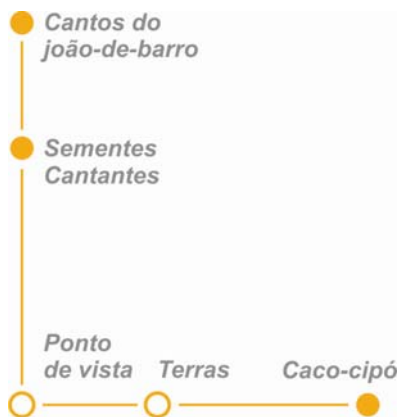 Cantos do
joão-de-barro
Sementes
Cantantes
Ponto
de vista
Terras
Caco-cipó